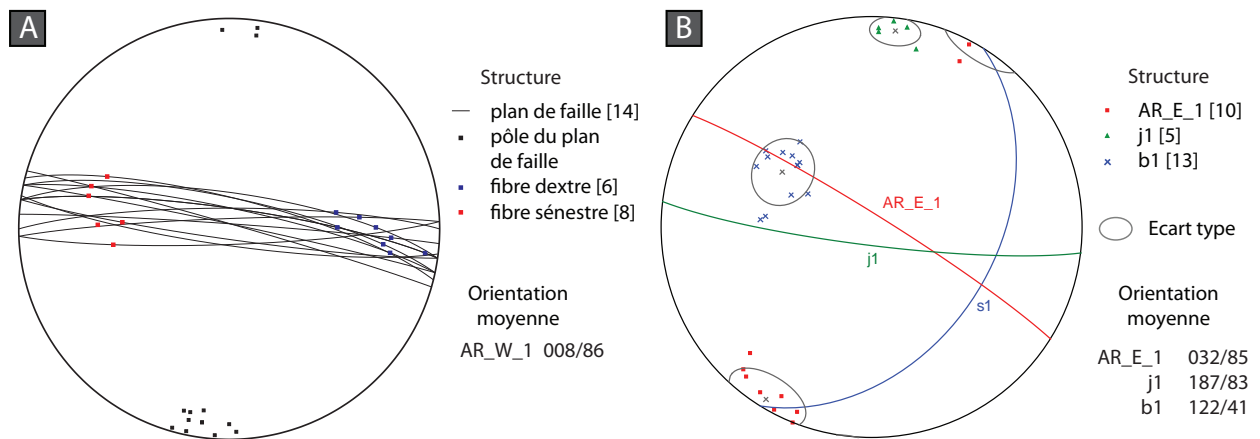 A
Structure
plan de faille [14]
pôle du plan
de faille
fibre dextre [6]
fibre sénestre [8]
Orientation
moyenne
AR_W_1 008/86
B
AR_E_1
j1
s1
Structure
AR_E_1 [10]
j1 [5]
b1 [13]
Ecart type
Orientation
moyenne
AR_E_1 032/85
j1 187/83
b1 122/41